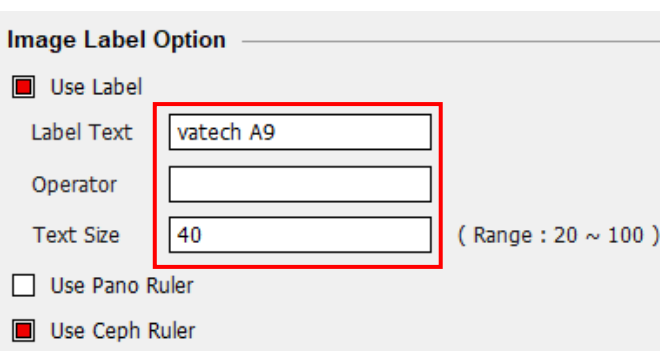 Image Label Option
Use Label
Label Text vatech A9
Operator
Text Size 40 ( Range : 20 ~ 100 )
Use Pano Ruler
Use Ceph Ruler